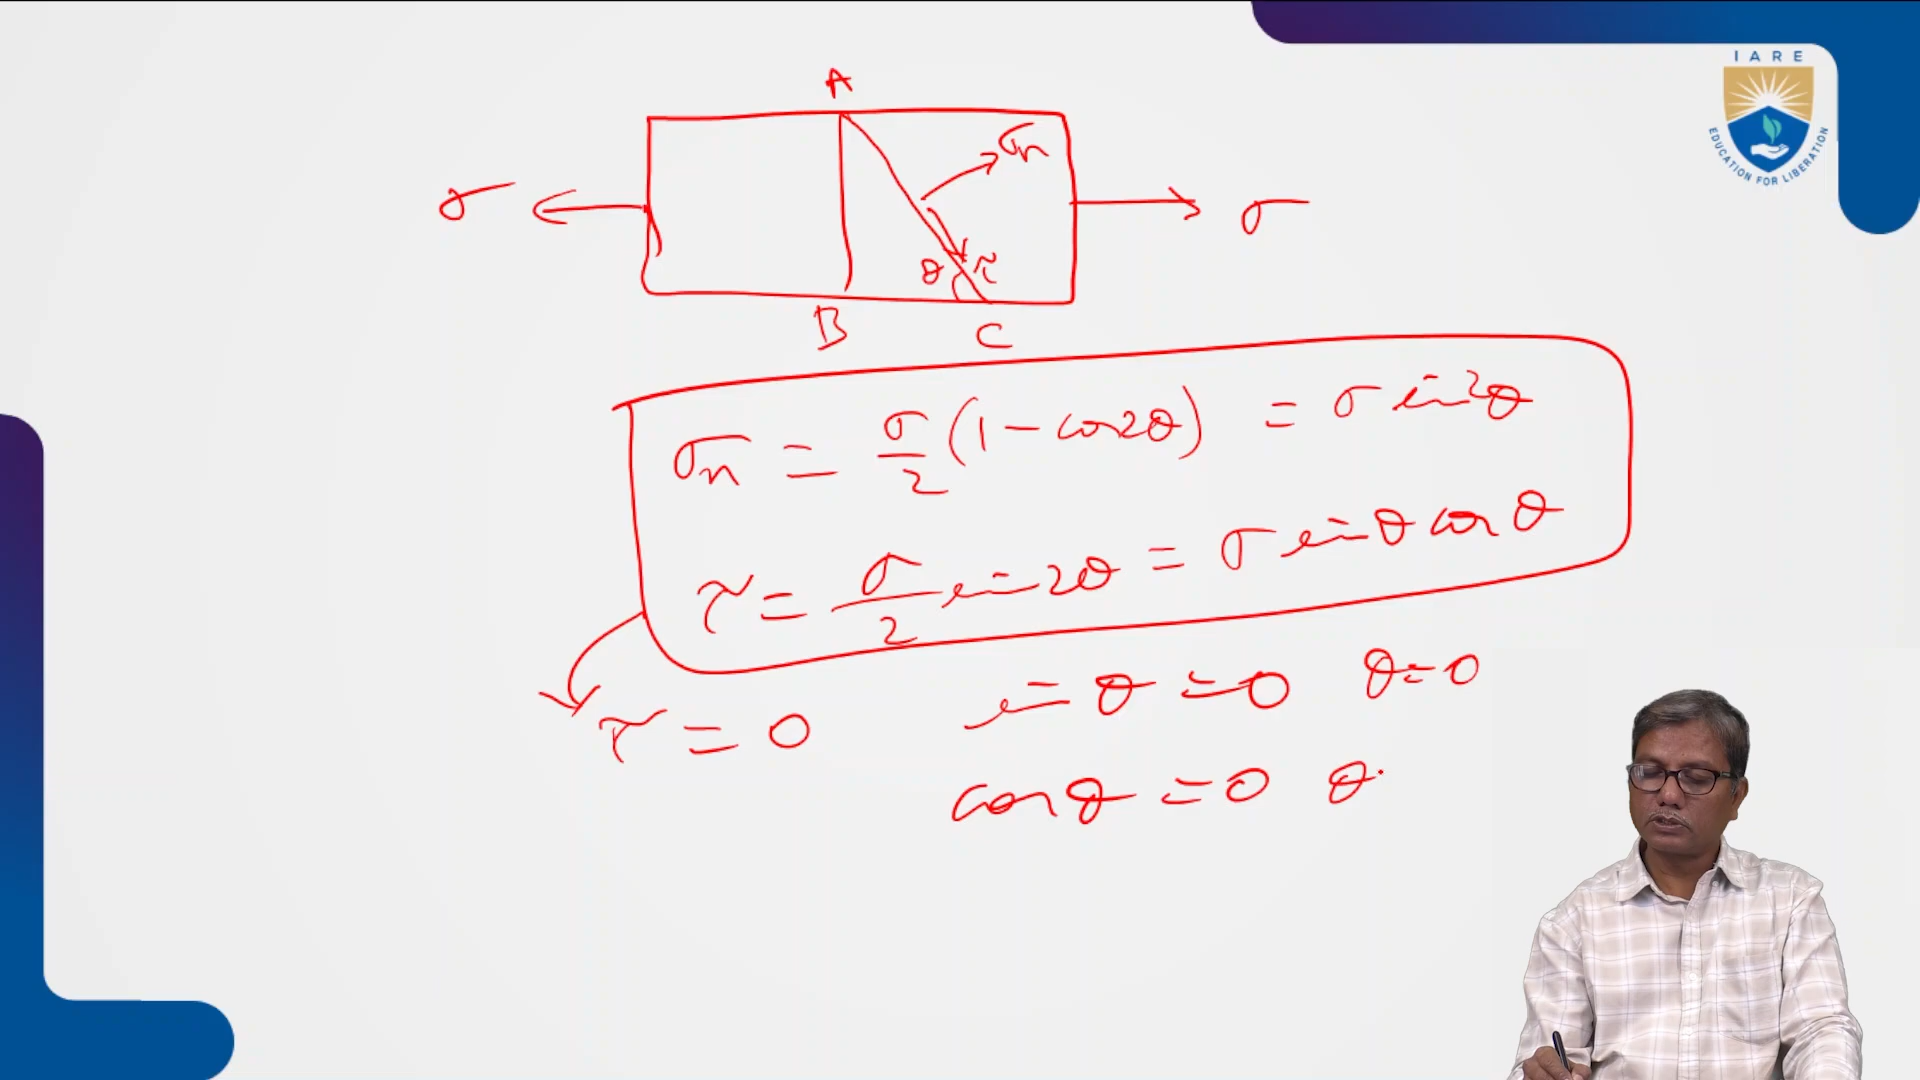 IARE
EDUCATION FOR LIBERATION
A
σn
σ
σ
θ τ
B C
σn = σ/2 (1 - cos2θ) = σ sin²θ
τ = σ/2 sin2θ = σ sinθ cosθ
τ = 0 sinθ = 0 θ = 0
cosθ = 0 θ